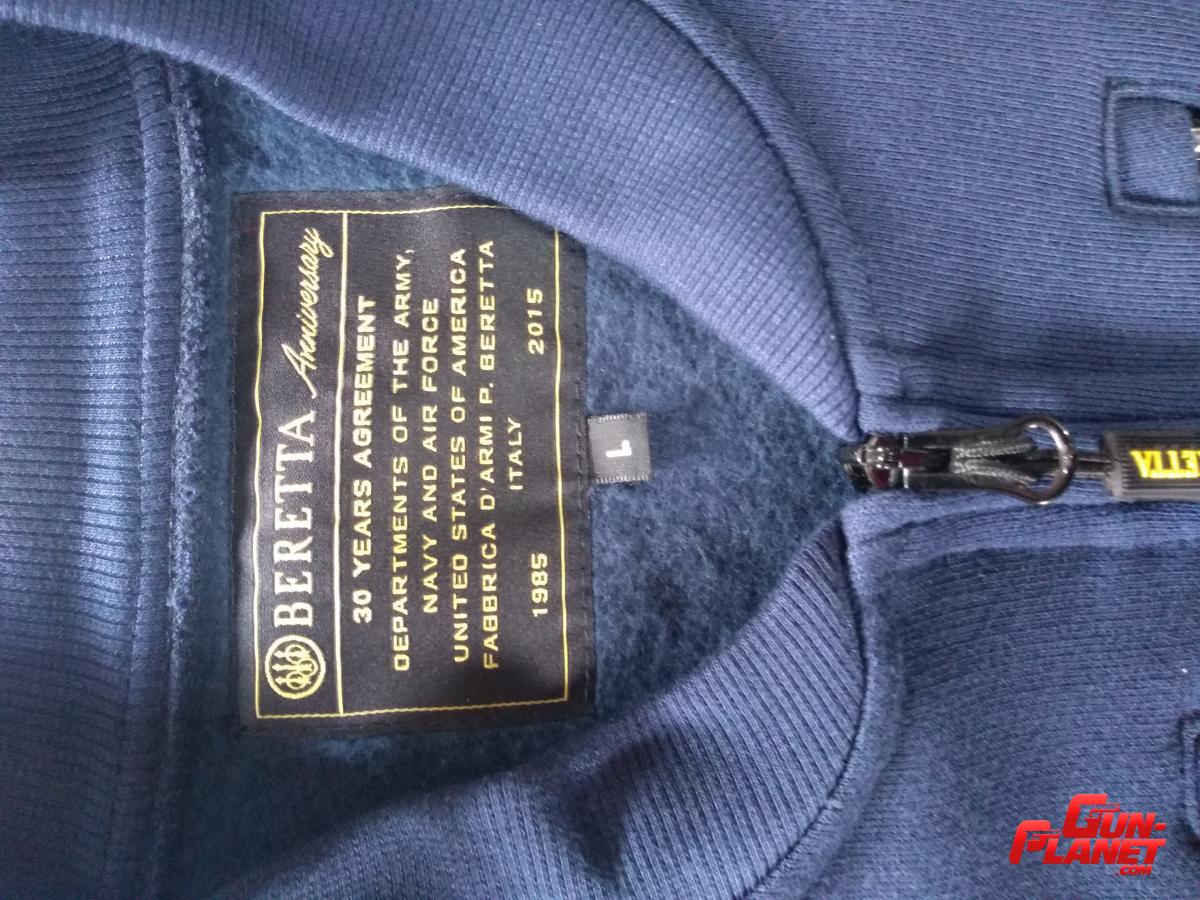 BERETTA Anniversary
30 YEARS AGREEMENT
DEPARTMENTS OF THE ARMY,
NAVY AND AIR FORCE
UNITED STATES OF AMERICA
FABBRICA D'ARMI P. BERETTA
ITALY
1985 2015
L
ETTA
GUN-
PLANET
.COM